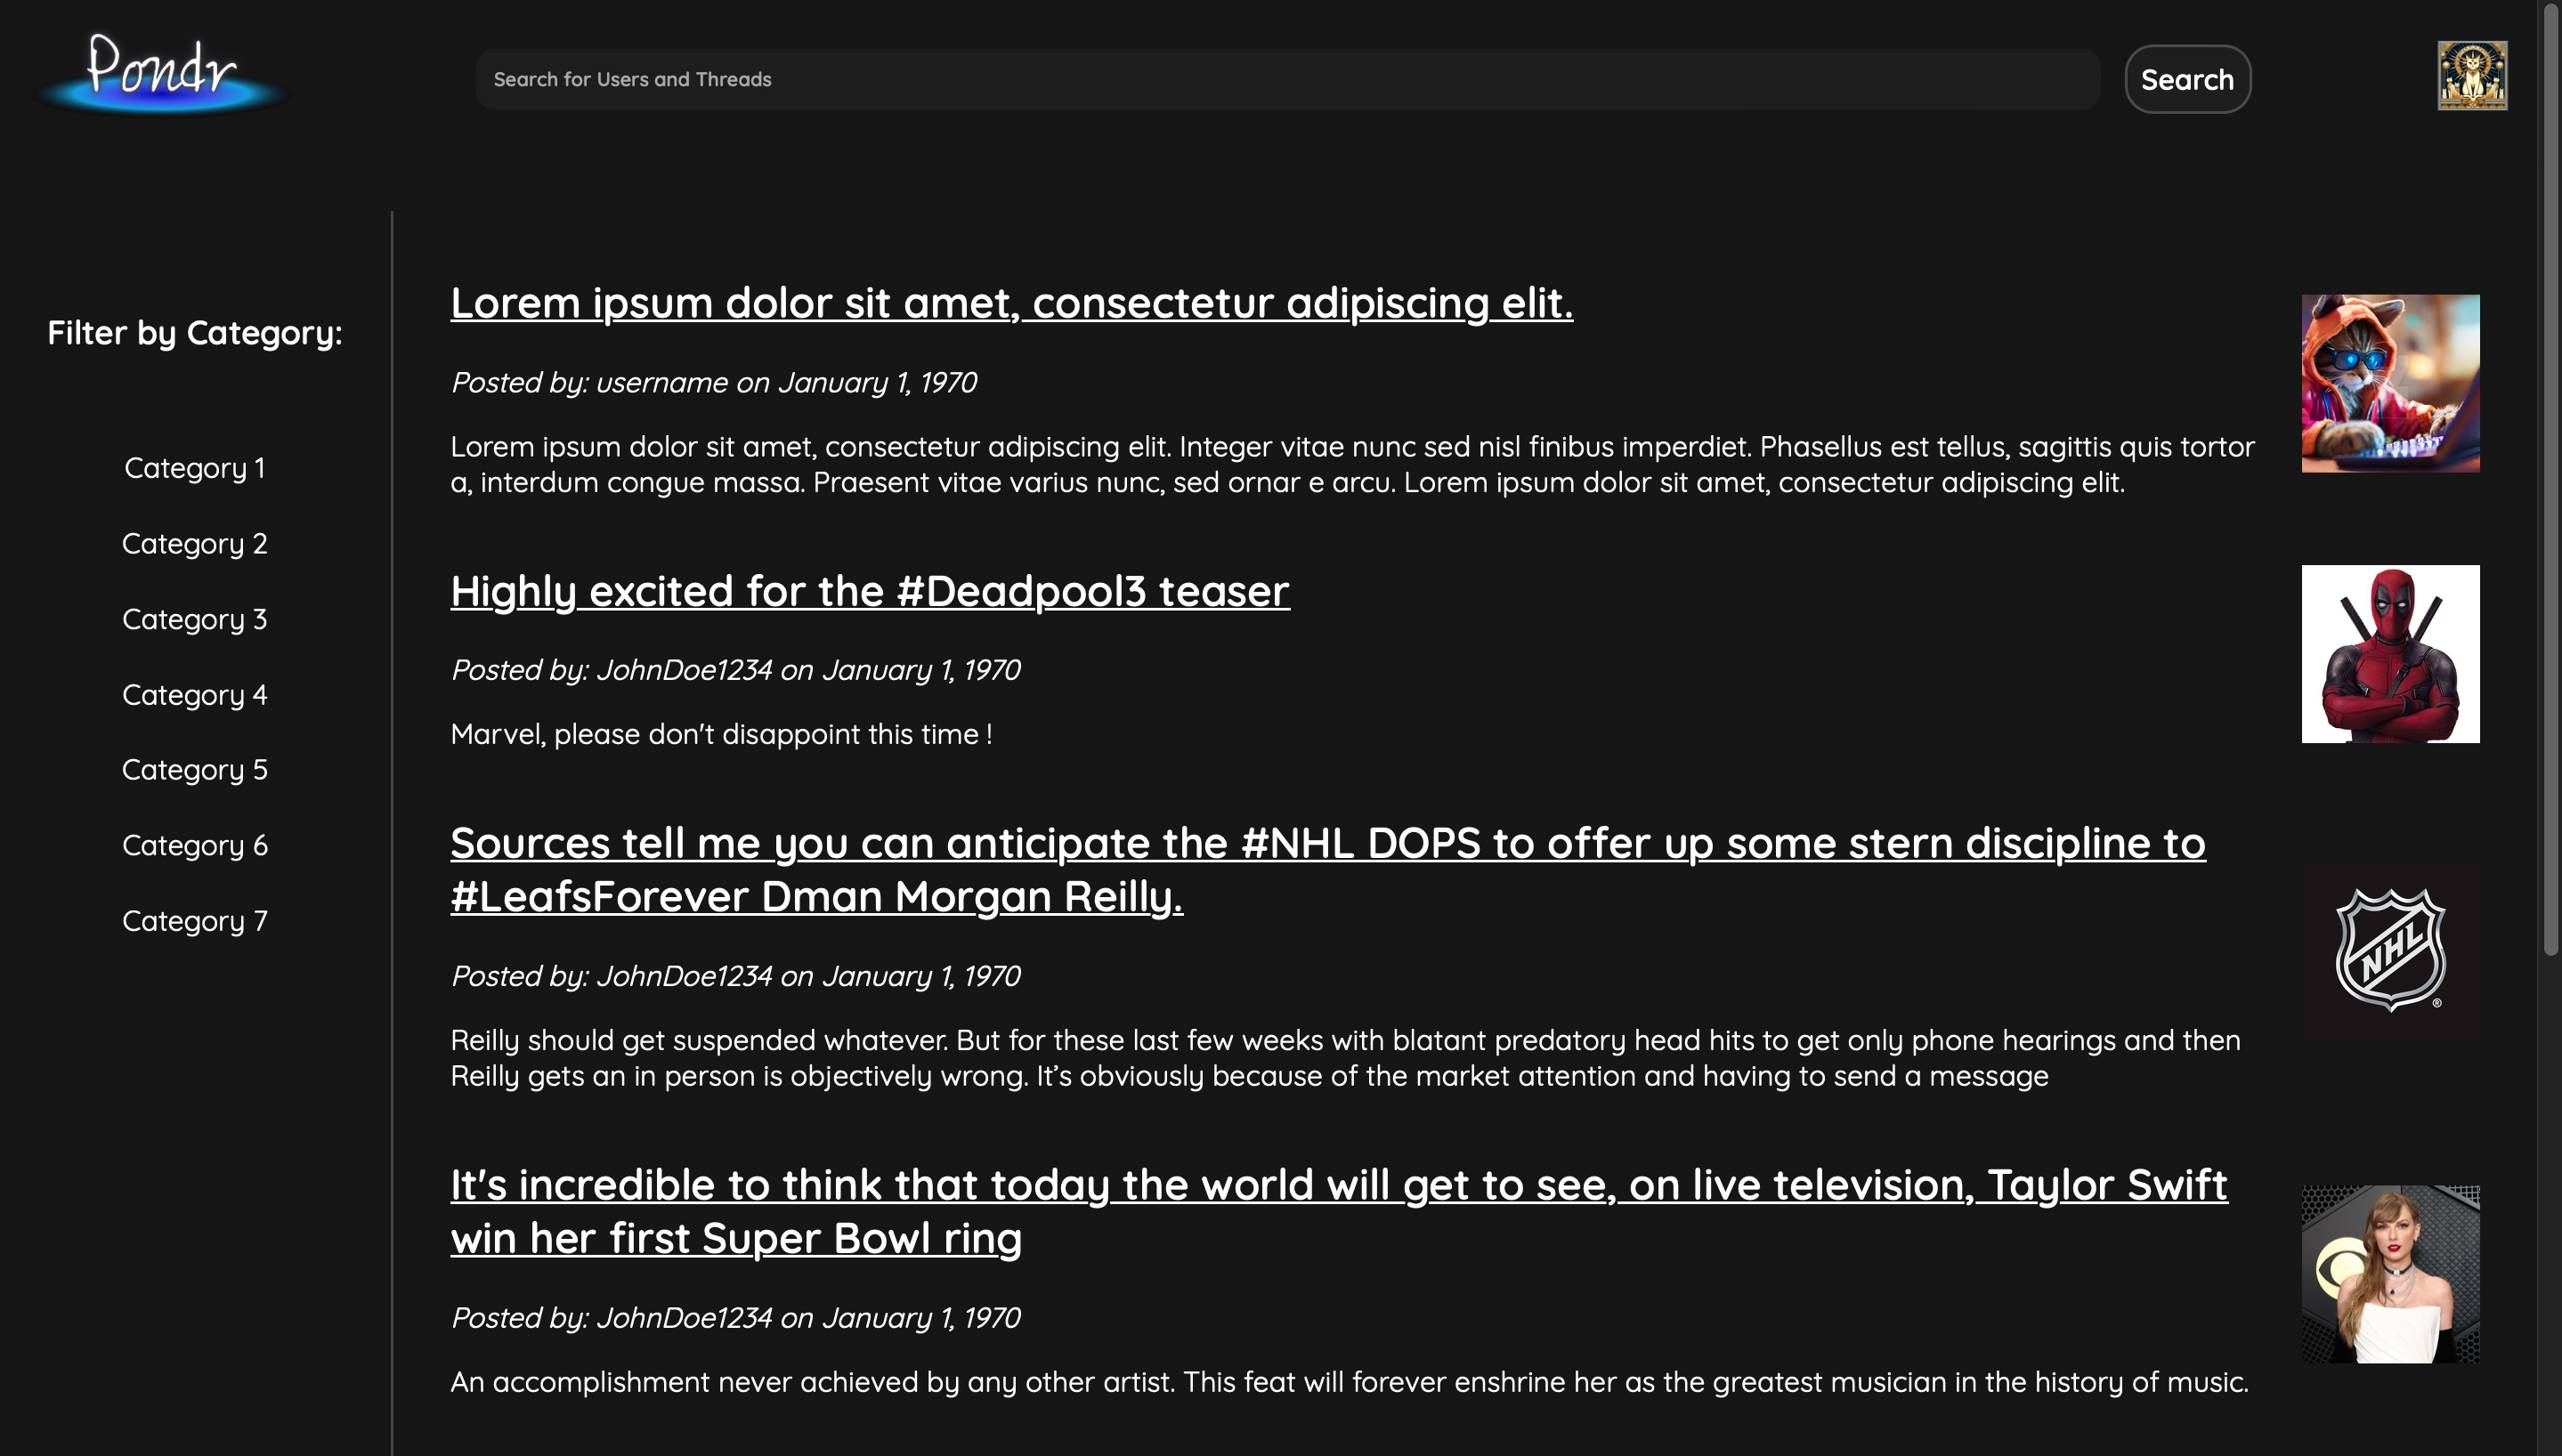 Pondr
Search for Users and Threads
Search
Filter by Category:
Category 1
Category 2
Category 3
Category 4
Category 5
Category 6
Category 7
Lorem ipsum dolor sit amet, consectetur adipiscing elit.
Posted by: username on January 1, 1970
Lorem ipsum dolor sit amet, consectetur adipiscing elit. Integer vitae nunc sed nisl finibus imperdiet. Phasellus est tellus, sagittis quis tortor
a, interdum congue massa. Praesent vitae varius nunc, sed ornar e arcu. Lorem ipsum dolor sit amet, consectetur adipiscing elit.
Highly excited for the #Deadpool3 teaser
Posted by: JohnDoe1234 on January 1, 1970
Marvel, please don't disappoint this time !
Sources tell me you can anticipate the #NHL DOPS to offer up some stern discipline to
#LeafsForever Dman Morgan Reilly.
Posted by: JohnDoe1234 on January 1, 1970
Reilly should get suspended whatever. But for these last few weeks with blatant predatory head hits to get only phone hearings and then
Reilly gets an in person is objectively wrong. It’s obviously because of the market attention and having to send a message
NHL
®
It's incredible to think that today the world will get to see, on live television, Taylor Swift
win her first Super Bowl ring
Posted by: JohnDoe1234 on January 1, 1970
An accomplishment never achieved by any other artist. This feat will forever enshrine her as the greatest musician in the history of music.